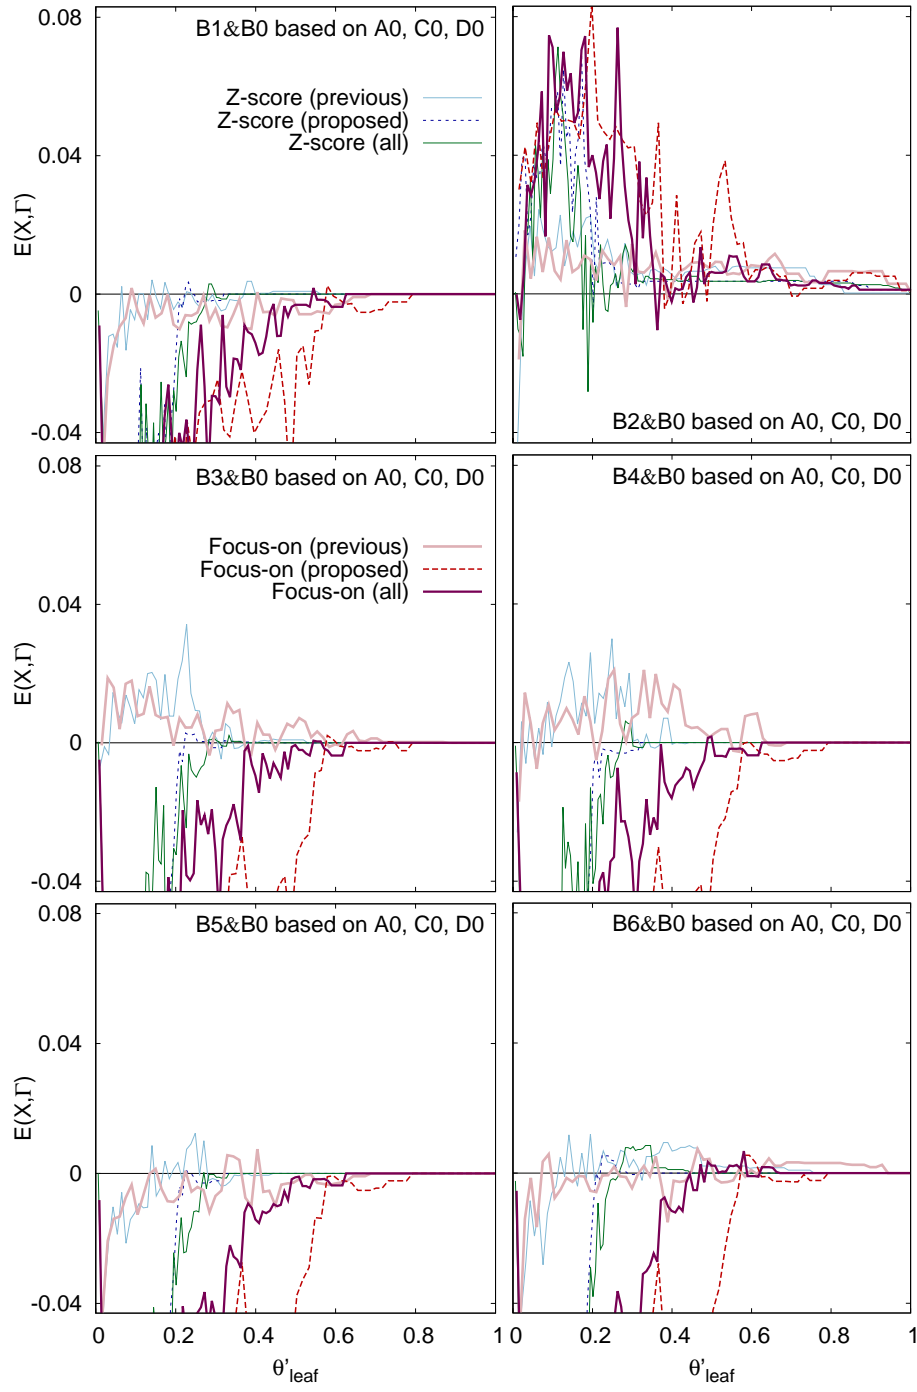 0.08
B1&B0 based on A0, C0, D0
Z-score (previous)
Z-score (proposed)
Z-score (all)
0.04
E(X,Γ)
0
-0.04
B2&B0 based on A0, C0, D0
0.08
B3&B0 based on A0, C0, D0
B4&B0 based on A0, C0, D0
Focus-on (previous)
Focus-on (proposed)
Focus-on (all)
0.04
E(X,Γ)
0
-0.04
0.08
B5&B0 based on A0, C0, D0
B6&B0 based on A0, C0, D0
0.04
E(X,Γ)
0
-0.04
0 0.2 0.4 0.6 0.8 1
0 0.2 0.4 0.6 0.8 1
θ'leaf
θ'leaf